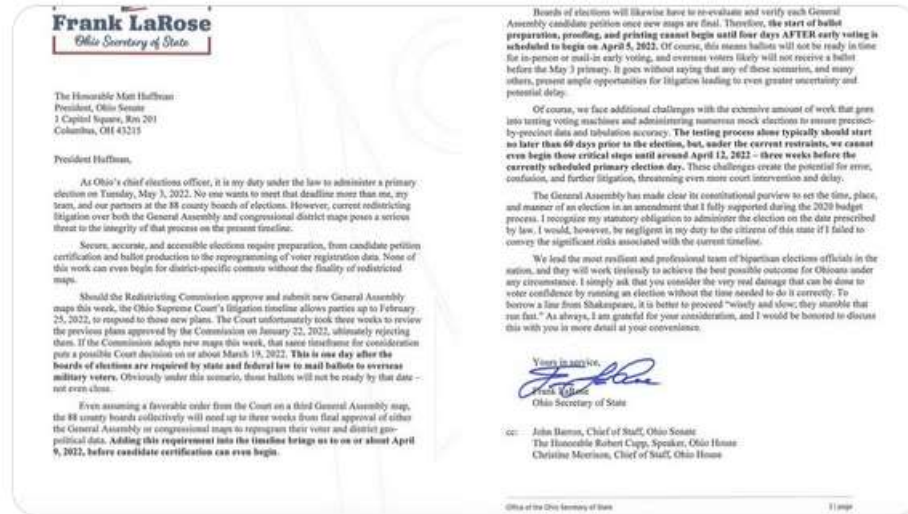 Frank LaRose
Ohio Secretary of State
The Honorable Matt Huffman
President, Ohio Senate
1 Capitol Square, Rm 201
Columbus, OH 43215
President Huffman,
As Ohio's chief elections officer, it is my duty under the law to administer a primary
election on Tuesday, May 3, 2022. No one wants to meet that deadline more than me, my
team, and our partners at the 88 county boards of elections. However, current redistricting
litigation over both the General Assembly and congressional district maps poses a serious
threat to the integrity of that process on the present timeline.
Secure, accurate, and accessible elections require preparation, from candidate petition
certification and ballot production to the reprogramming of voter registration data. None of
this work can even begin for district-specific contests without the finality of redistricted
maps.
Should the Redistricting Commission approve and submit new General Assembly
maps this week, the Ohio Supreme Court's litigation timeline allows parties up to February
25, 2022, to respond to those new plans. The Court unfortunately took three weeks to review
the previous plans approved by the Commission on January 22, 2022, ultimately rejecting
them. If the Commission adopts new maps this month, that same timeframe for consideration
puts a possible Court decision on or about March 19, 2022. This is one day after the
boards of elections are required by state and federal law to mail ballots to overseas
military voters. Obviously under this scenario, those ballots will not be ready by that date –
not even close.
Even assuming a favorable order from the Court on a third General Assembly map,
the 88 county boards collectively will need up to three weeks from final approval of either
the General Assembly or congressional maps to reprogram their voter and district geo-
political data. Adding this requirement into the timeline brings us to on or about April
9, 2022, before candidate certification can even begin.
Boards of elections will likewise have to re-evaluate and verify each General
Assembly candidate petition once new maps are final. Therefore, the start of ballot
preparation, proofing, and printing cannot begin until four days AFTER early voting is
scheduled to begin on April 5, 2022. Of course, this means ballots will not be ready in time
for in-person or mail-in early voting, and overseas voters likely will not receive a ballot
before the May 3 primary. It goes without saying that any of these scenarios, and many
others, present ample opportunities for litigation leading to even greater uncertainty and
potential delay.
Of course, we face additional challenges with the extensive amount of work that goes
into testing voting machines and administering numerous mock elections to ensure precinct-
by-precinct data and tabulation accuracy. The testing process alone typically should start
no later than 60 days prior to the election, but, under the current restraints, we cannot
even begin those critical steps until around April 12, 2022 – three weeks before the
currently scheduled primary election day. These challenges create the potential for error,
confusion, and further litigation, threatening even more court intervention and delay.
The General Assembly has made clear its constitutional purview to set the time, place,
and manner of an election in an amendment that I fully supported during the 2020 budget
process. I recognize my statutory obligation to administer the election on the date prescribed
by law. I would, however, be negligent in my duty to the citizens of this state if I failed to
convey the significant risks associated with the current timeline.
We lead the most resilient and professional team of bipartisan elections officials in the
nation, and they will work tirelessly to achieve the best possible outcome for Ohioans under
any circumstance. I simply ask that you consider the very real damage that can be done to
voter confidence by running an election without the time needed to do it correctly. To
borrow a line from Shakespeare, it is better to proceed "wisely and slow; they stumble that
run fast." As always, I am grateful for your consideration, and I would be honored to discuss
this with you in more detail at your convenience.
Yours in service,
Frank LaRose
Ohio Secretary of State
cc: John Barron, Chief of Staff, Ohio Senate
The Honorable Robert Cupp, Speaker, Ohio House
Christine Morrison, Chief of Staff, Ohio House
Office of the Ohio Secretary of State
page